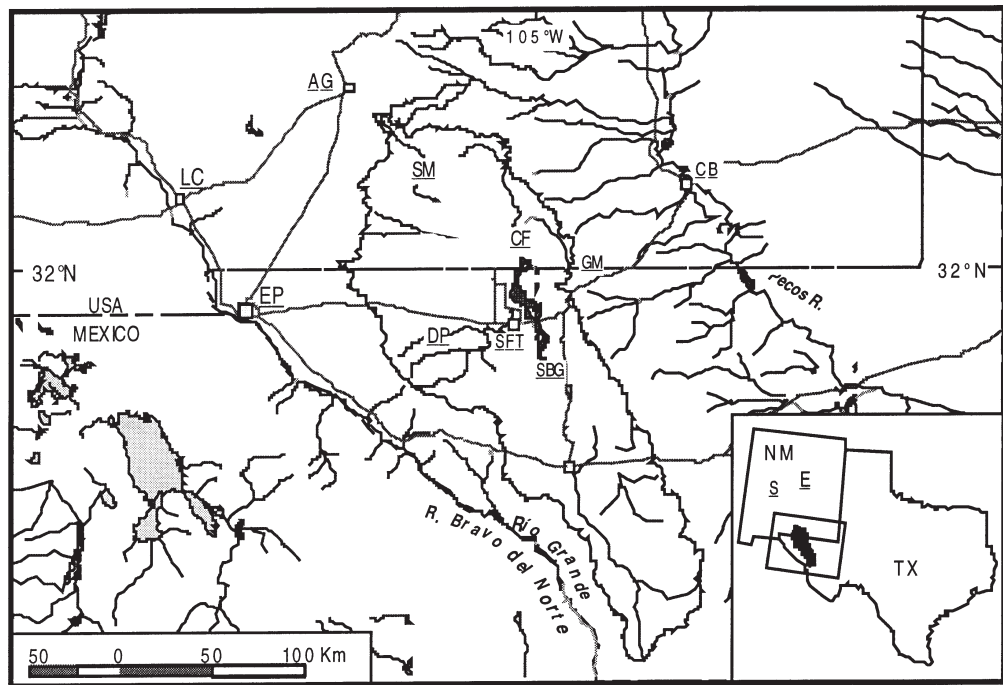 105°W
AG
SM
CB
LC
CF
GM
32°N
32°N
Pecos R.
USA
EP
MEXICO
DP
SFT
SBG
NM
S
E
TX
R. Bravo del Norte
Rio Grande
50 0 50 100 Km